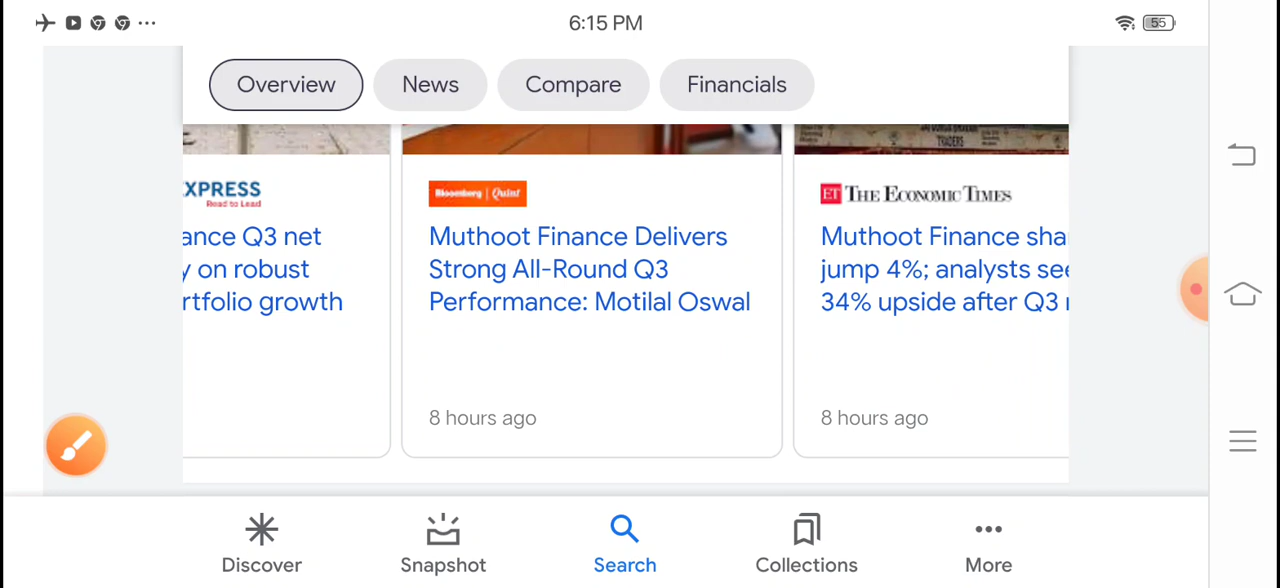 6:15 PM
55
Overview
News
Compare
Financials
TRADERS
XPRESS
Read to Lead
ance Q3 net
y on robust
rtfolio growth
Bloomberg | Quint
Muthoot Finance Delivers
Strong All-Round Q3
Performance: Motilal Oswal
8 hours ago
ET THE ECONOMIC TIMES
Muthoot Finance sha
jump 4%; analysts see
34% upside after Q3
8 hours ago
Discover
Snapshot
Search
Collections
More